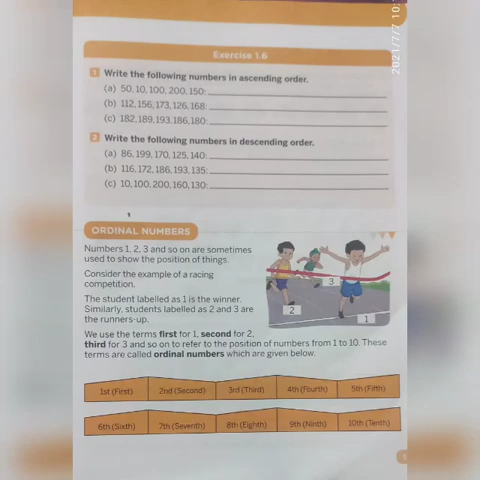 2021/7/7 10:
Exercise 1.6
1 Write the following numbers in ascending order.
(a) 50, 10, 100, 200, 150:
(b) 112, 156, 173, 126, 168:
(c) 182, 189, 193, 186, 180:
2 Write the following numbers in descending order.
(a) 86, 199, 170, 125, 140:
(b) 116, 172, 186, 193, 135:
(c) 10, 100, 200, 160, 130:
ORDINAL NUMBERS
Numbers 1, 2, 3 and so on are sometimes
used to show the position of things.
Consider the example of a racing
competition.
The student labelled as 1 is the winner.
Similarly, students labelled as 2 and 3 are
the runners-up.
3
2
1
We use the terms first for 1, second for 2,
third for 3 and so on to refer to the position of numbers from 1 to 10. These
terms are called ordinal numbers which are given below.
1st (First) 2nd (Second) 3rd (Third) 4th (Fourth) 5th (Fifth)
6th (Sixth) 7th (Seventh) 8th (Eighth) 9th (Ninth) 10th (Tenth)